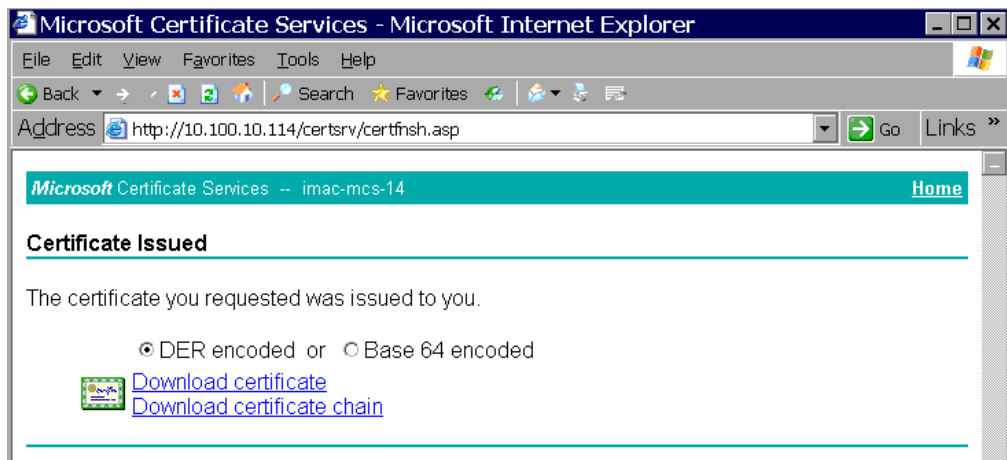 Microsoft Certificate Services - Microsoft Internet Explorer
File Edit View Favorites Tools Help
Back Search Favorites
Address http://10.100.10.114/certsrv/certfnsh.asp Go Links »
Microsoft Certificate Services -- imac-mcs-14 Home
Certificate Issued
The certificate you requested was issued to you.
DER encoded or Base 64 encoded
Download certificate
Download certificate chain